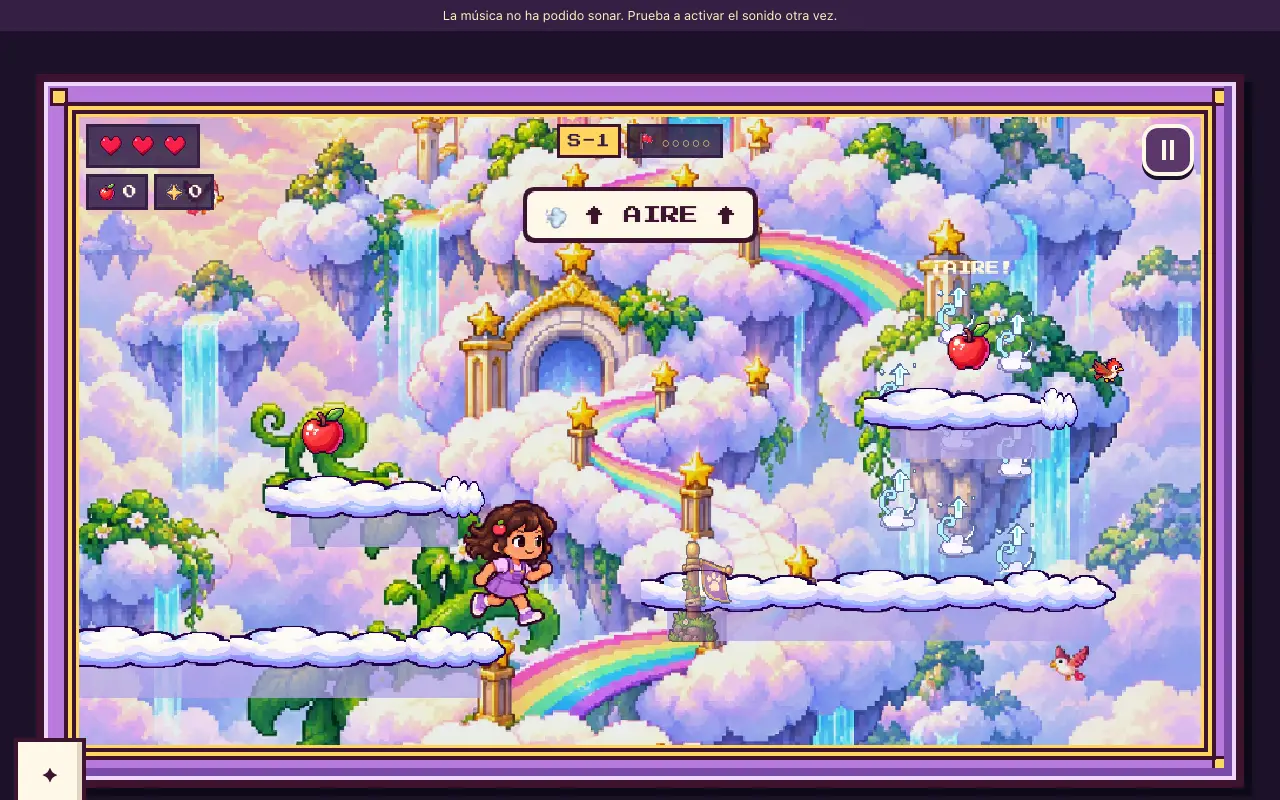 La música no ha podido sonar. Prueba a activar el sonido otra vez.
S-1
0 0
AIRE
¡AIRE!